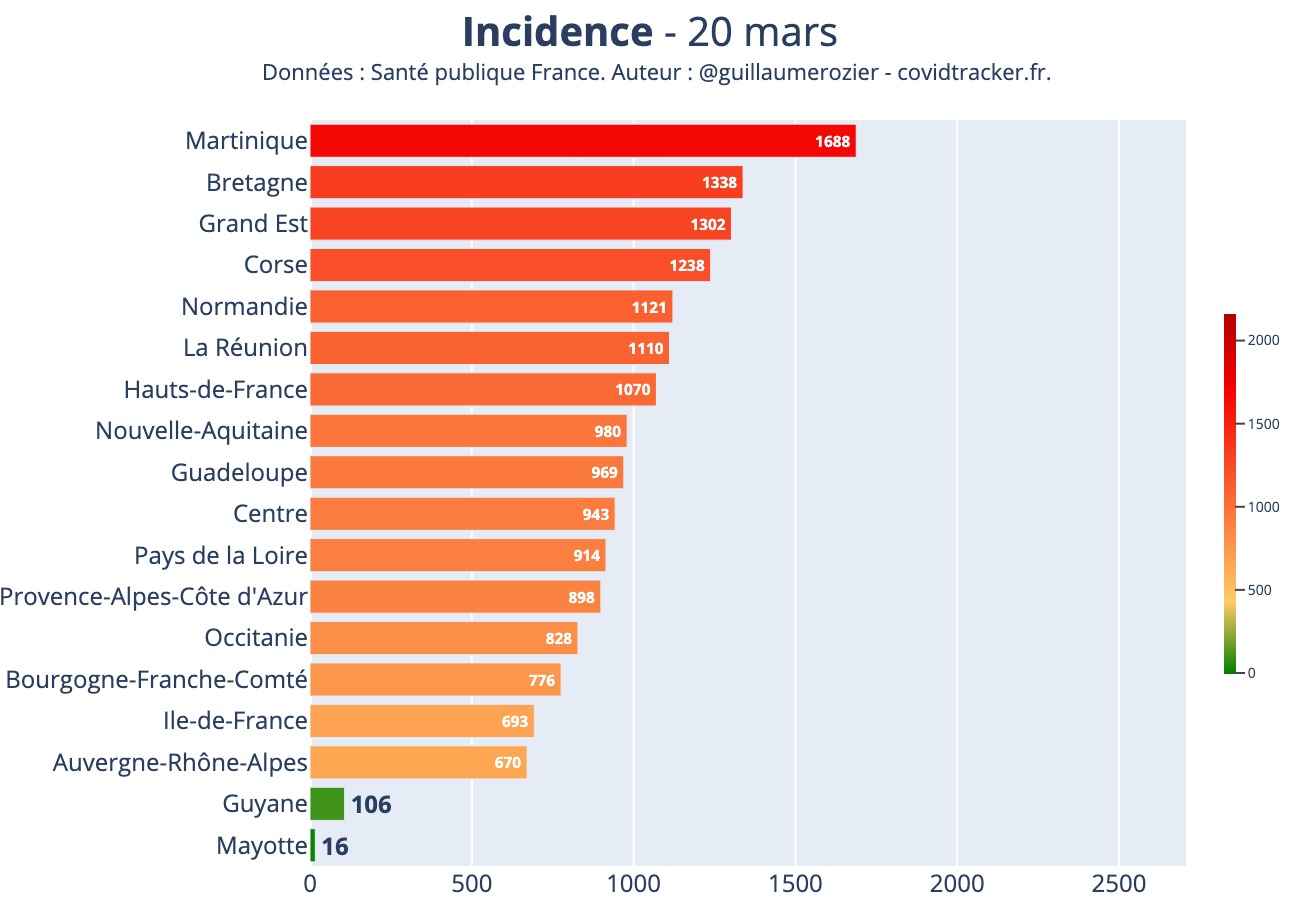 Incidence - 20 mars
Données : Santé publique France. Auteur : @guillaumerozier - covidtracker.fr.
Martinique 1688
Bretagne 1338
Grand Est 1302
Corse 1238
Normandie 1121
La Réunion 1110
Hauts-de-France 1070
Nouvelle-Aquitaine 980
Guadeloupe 969
Centre 943
Pays de la Loire 914
Provence-Alpes-Côte d'Azur 898
Occitanie 828
Bourgogne-Franche-Comté 776
Ile-de-France 693
Auvergne-Rhône-Alpes 670
Guyane 106
Mayotte 16
0 500 1000 1500 2000 2500
2000
1500
1000
500
0